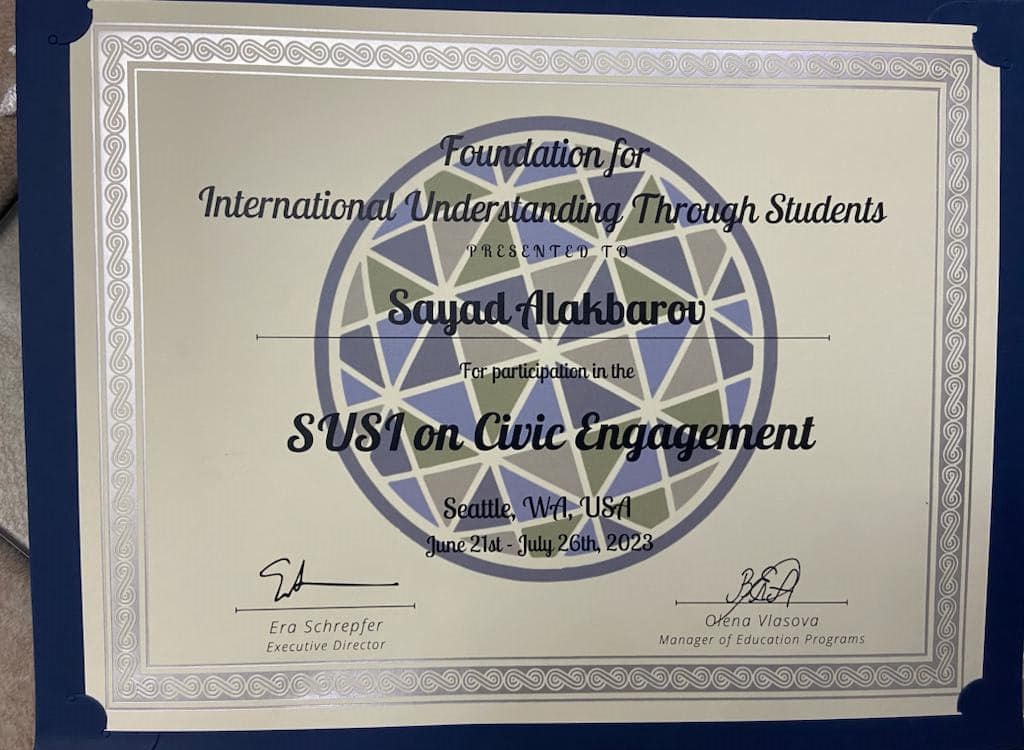 Foundation for
International Understanding Through Students
PRESENTED TO
Sayad Alakbarov
For participation in the
SUSI on Civic Engagement
Seattle, WA, USA
June 21st - July 26th, 2023
Era Schrepfer
Executive Director
Olena Vlasova
Manager of Education Programs